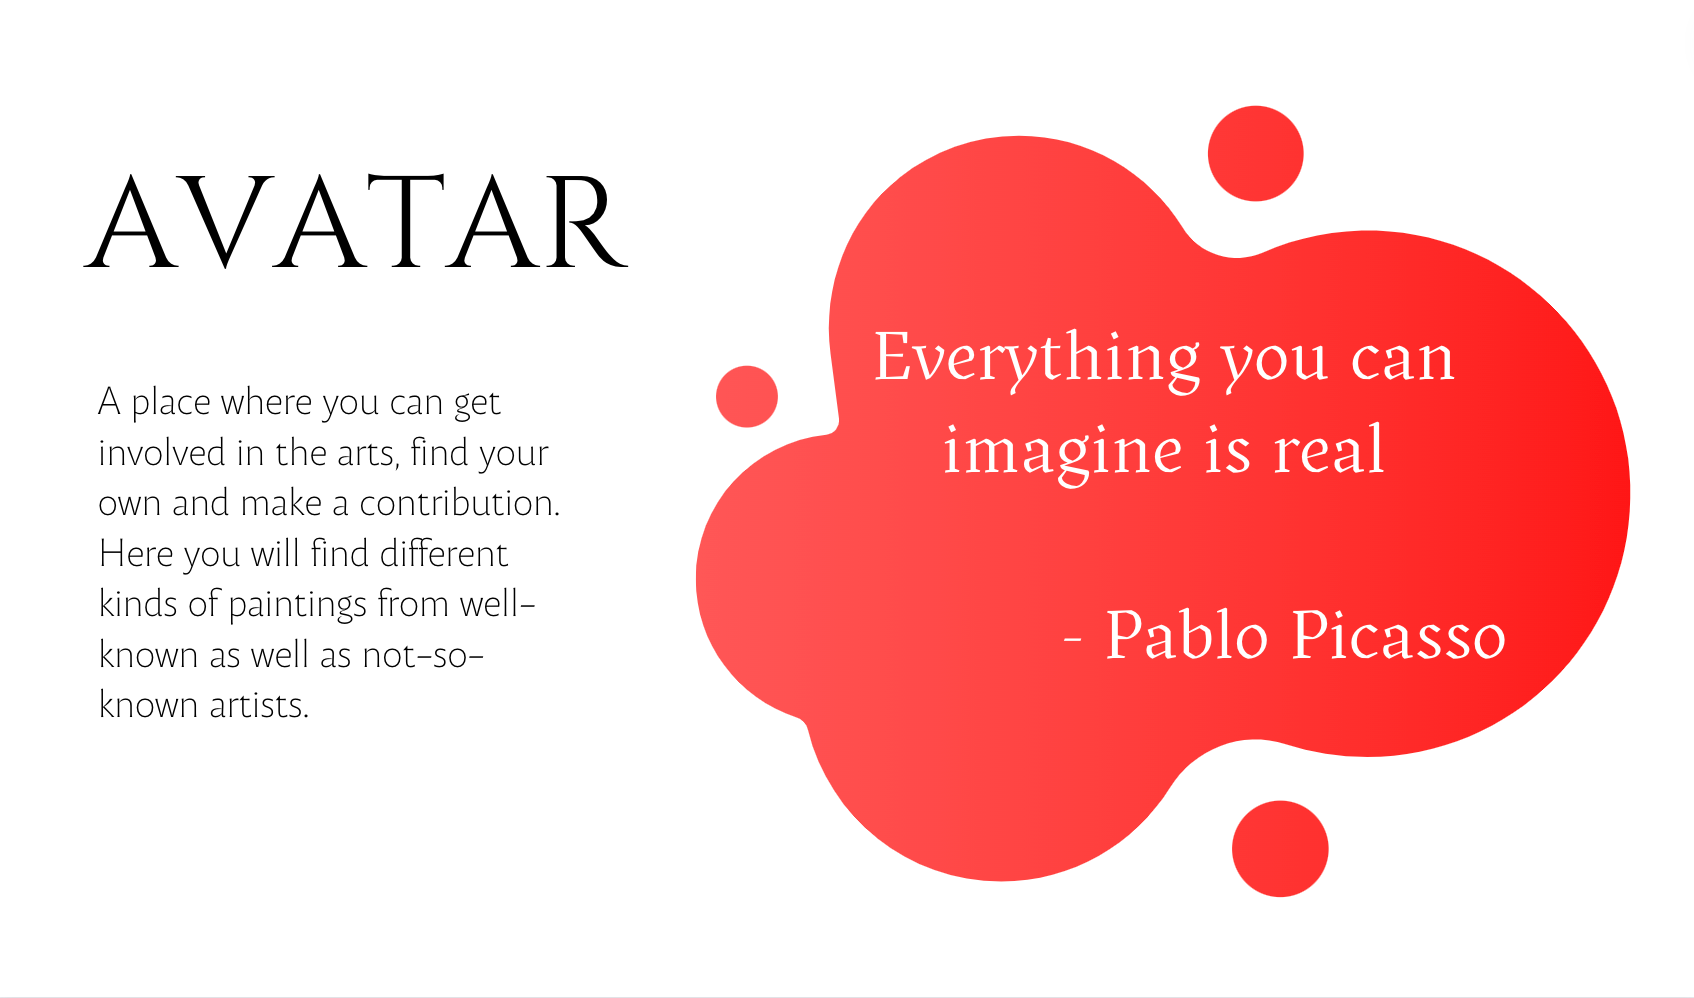 AVATAR
A place where you can get
involved in the arts, find your
own and make a contribution.
Here you will find different
kinds of paintings from well-
known as well as not-so-
known artists.
Everything you can
imagine is real
- Pablo Picasso